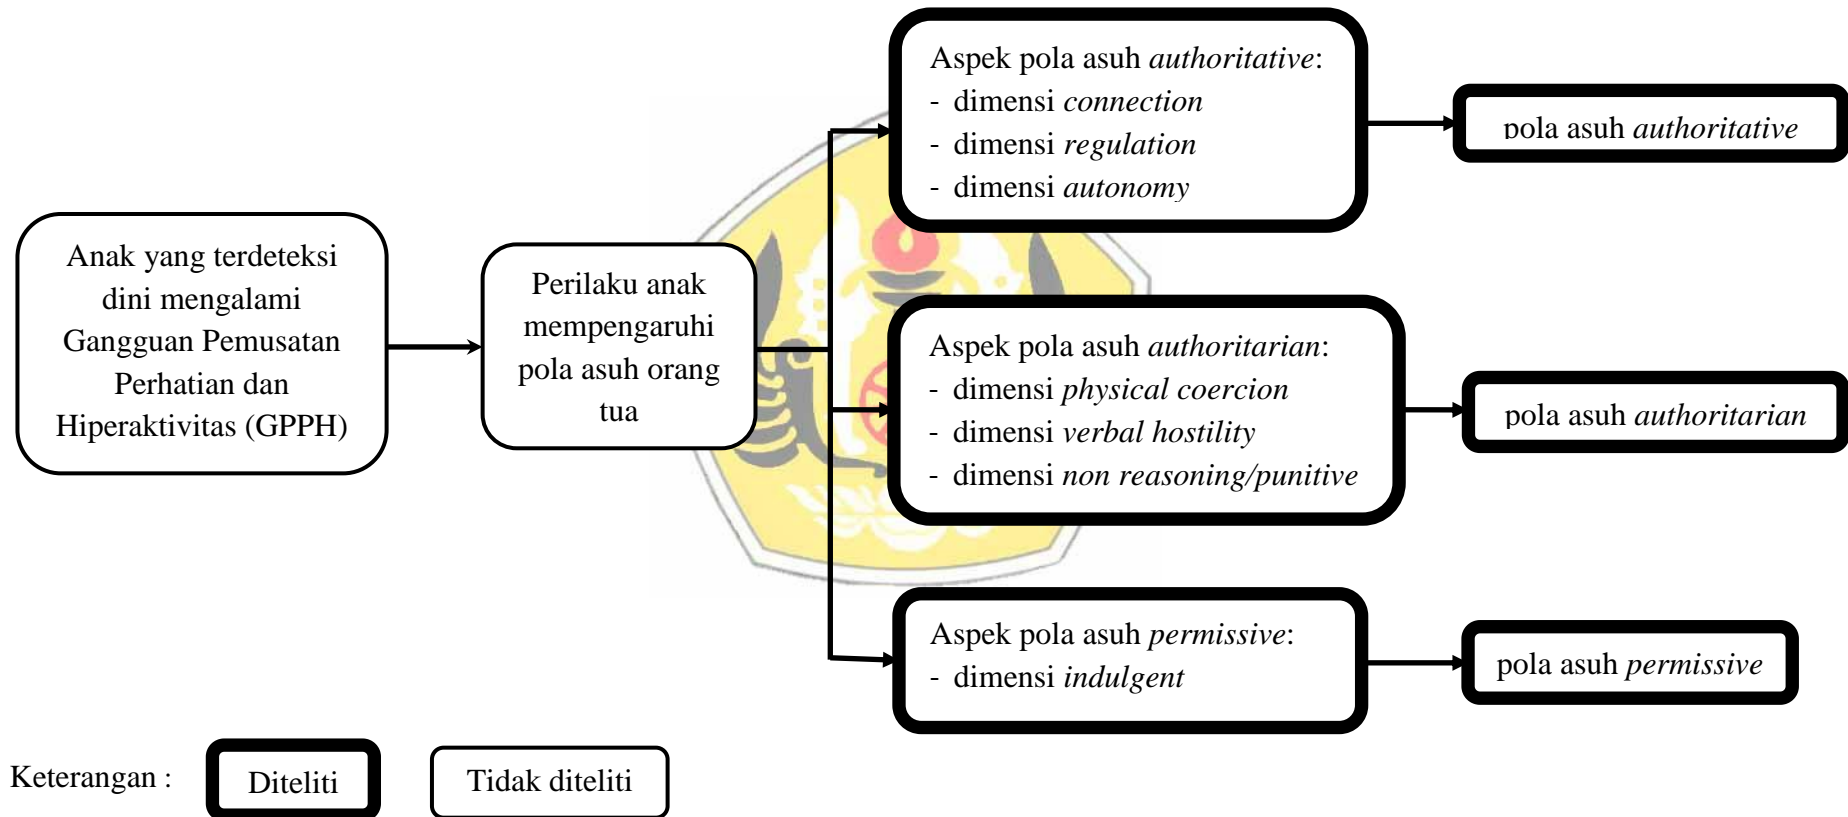 Anak yang terdeteksi
dini mengalami
Gangguan Pemusatan
Perhatian dan
Hiperaktivitas (GPPH)
Perilaku anak
mempengaruhi
pola asuh orang
tua
Aspek pola asuh authoritative:
- dimensi connection
- dimensi regulation
- dimensi autonomy
pola asuh authoritative
Aspek pola asuh authoritarian:
- dimensi physical coercion
- dimensi verbal hostility
- dimensi non reasoning/punitive
pola asuh authoritarian
Aspek pola asuh permissive:
- dimensi indulgent
pola asuh permissive
Keterangan :
Diteliti
Tidak diteliti